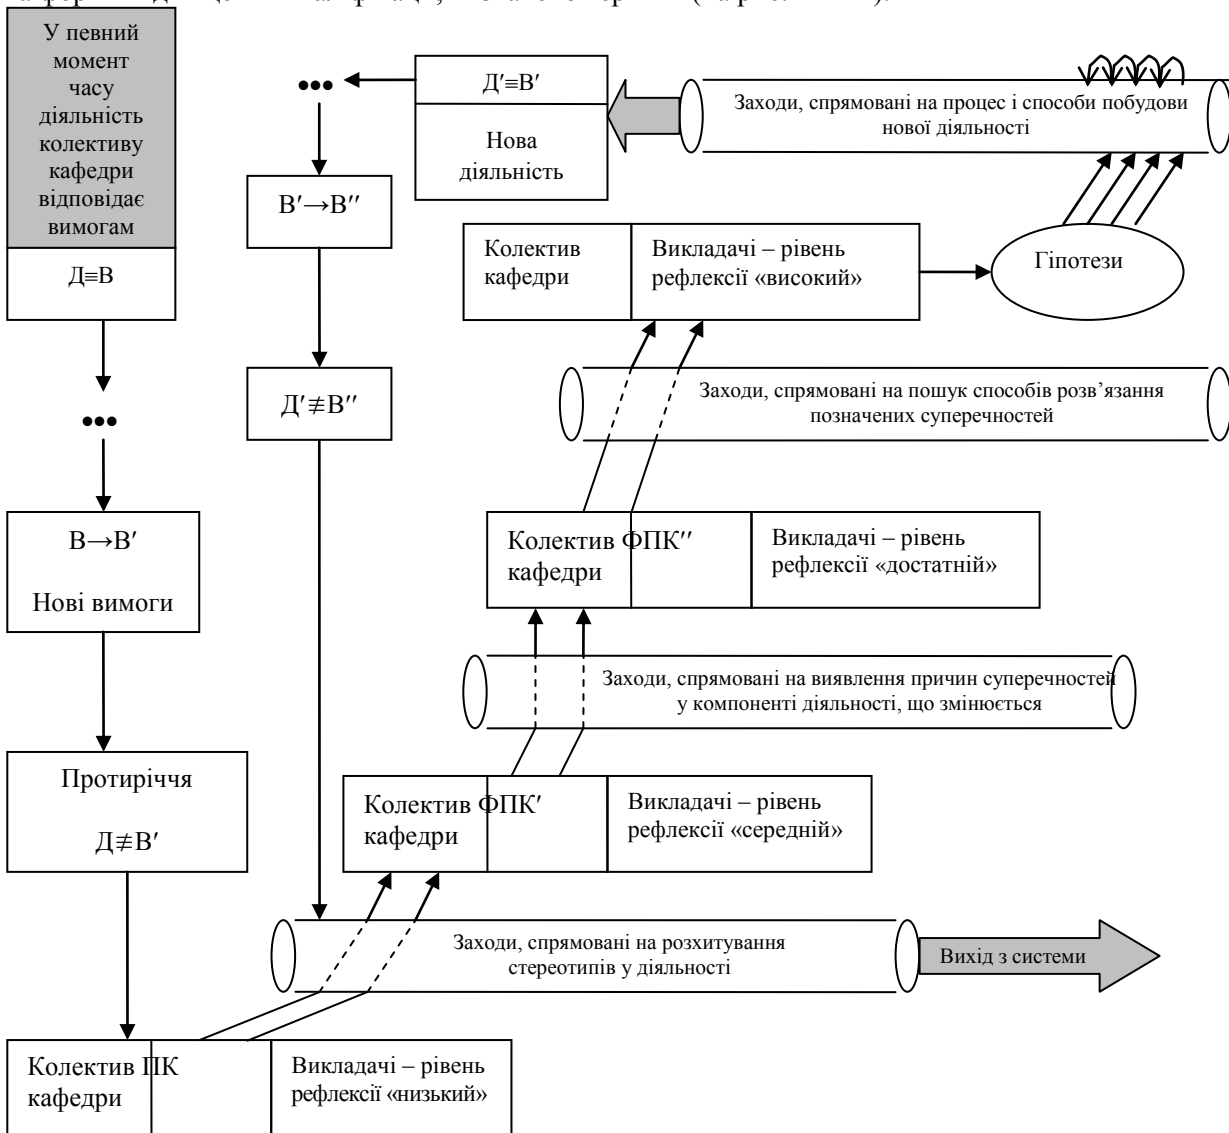 У певний
момент
часу
діяльність
колективу
кафедри
відповідає
вимогам
Д≡В
•••
В→В′
Нові вимоги
Протиріччя
Д≢В′
Колектив ПК
кафедри
Викладачі – рівень
рефлексії «низький»
•••
В′→В′′
Д′≢В′′
Д′≡В′
Нова
діяльність
Заходи, спрямовані на процес і способи побудови
нової діяльності
Колектив
кафедри
Викладачі – рівень
рефлексії «високий»
Гіпотези
Заходи, спрямовані на пошук способів розв’язання
позначених суперечностей
Колектив ФПК′′
кафедри
Викладачі – рівень
рефлексії «достатній»
Заходи, спрямовані на виявлення причин суперечностей
у компоненті діяльності, що змінюється
Колектив ФПК′
кафедри
Викладачі – рівень
рефлексії «середній»
Заходи, спрямовані на розхитування
стереотипів у діяльності
Вихід з системи